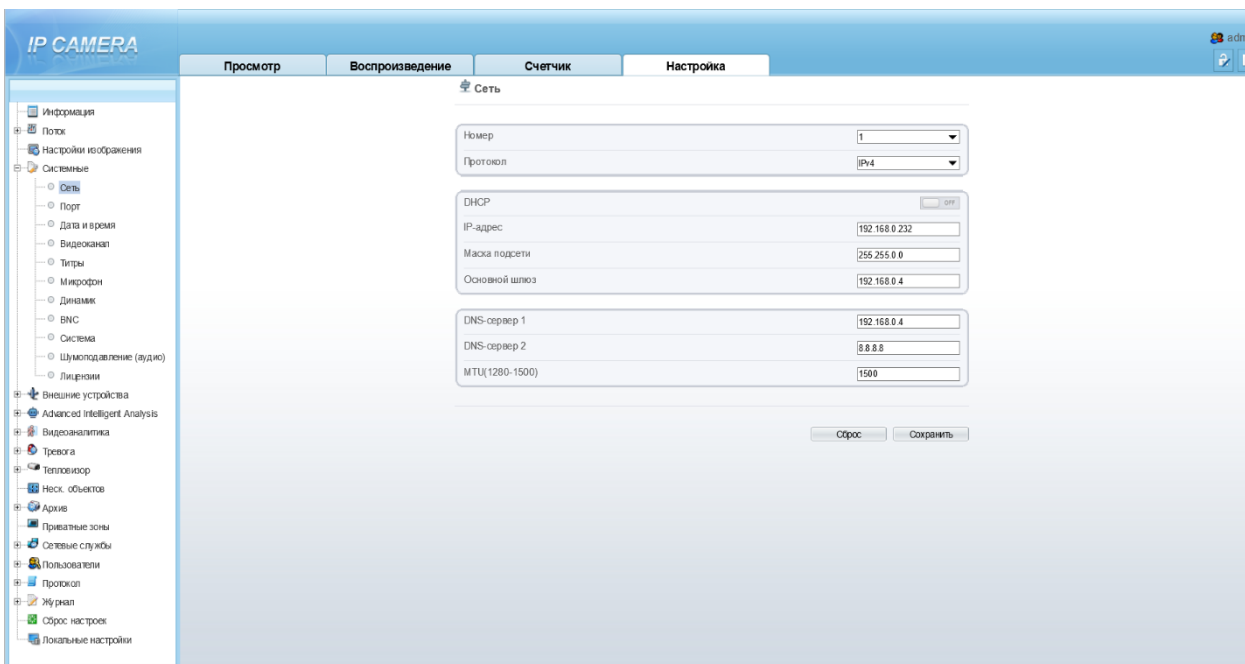 IP CAMERA
Просмотр
Воспроизведение
Счетчик
Настройка
Информация
Поток
Настройки изображения
Системные
Сеть
Порт
Дата и время
Видеоканал
Титры
Микрофон
Динамик
BNC
Система
Шумоподавление (аудио)
Лицензии
Внешние устройства
Advanced Intelligent Analysis
Видеоаналитика
Тревога
Тепловизор
Неск. объектов
Архив
Приватные зоны
Сетевые службы
Пользователи
Протокол
Журнал
Сброс настроек
Локальные настройки
Сеть
Номер 1
Протокол IPv4
DHCP OFF
IP-адрес 192.168.0.232
Маска подсети 255.255.0.0
Основной шлюз 192.168.0.4
DNS-сервер 1 192.168.0.4
DNS-сервер 2 8.8.8.8
MTU(1280-1500) 1500
Сброс Сохранить